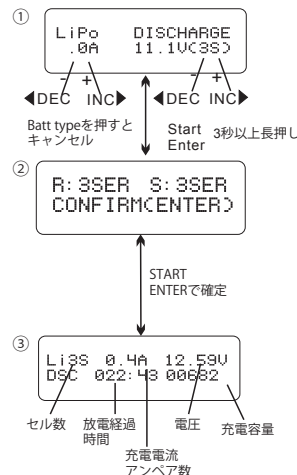 ①
LiPo DISCHARGE
.0A 11.1V(3S)
- + - +
◀DEC INC▶ ◀DEC INC▶
Batt typeを押すと
キャンセル
Start
Enter
3秒以上長押し
②
R:3SER S:3SER
CONFIRM(ENTER)
START
ENTERで確定
③
Li3S 0.4A 12.59V
DSC 022:43 00682
セル数
放電経過
時間
電圧
充電容量
充電電流
アンペア数